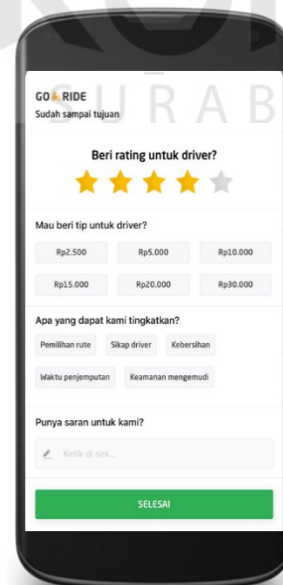 GO RIDE
Sudah sampai tujuan
Beri rating untuk driver?
Mau beri tip untuk driver?
Rp2.500 Rp5.000 Rp10.000
Rp15.000 Rp20.000 Rp30.000
Apa yang dapat kami tingkatkan?
Pemilihan rute Sikap driver Kebersihan
Waktu penjemputan Keamanan mengemudi
Punya saran untuk kami?
Ketik di sini...
SELESAI